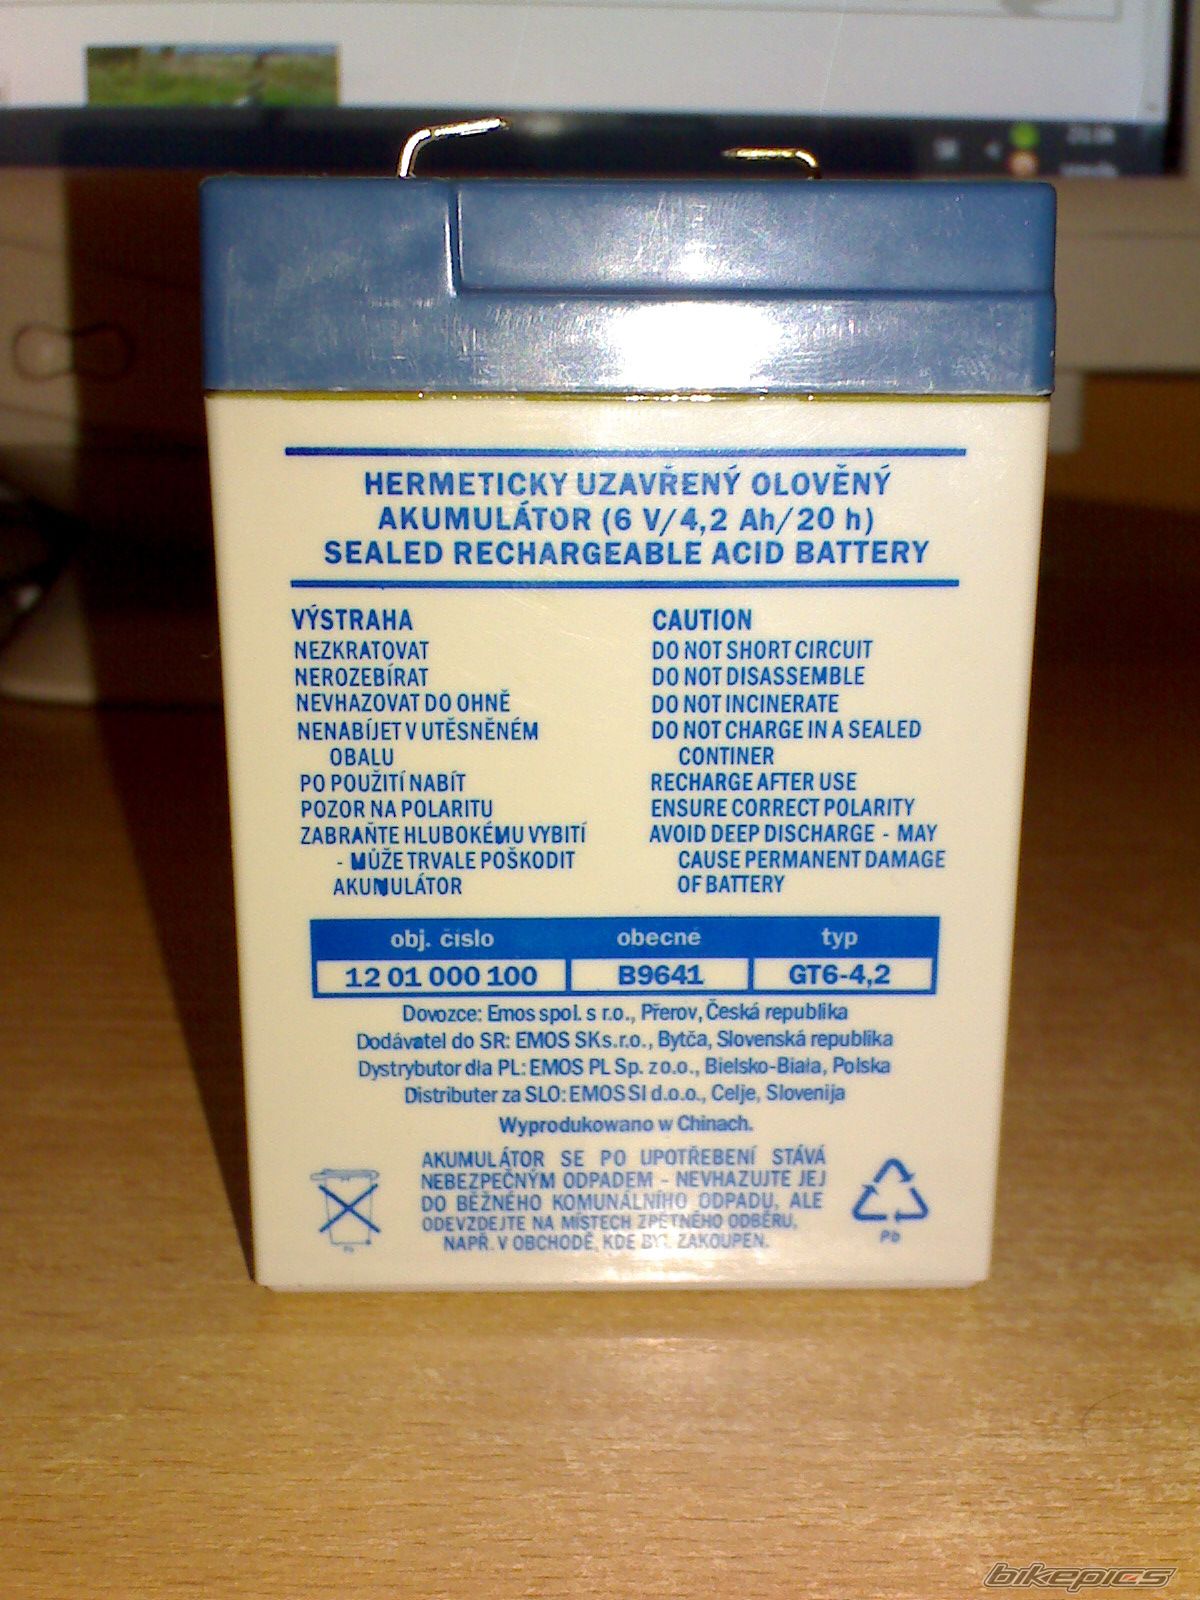 HERMETICKY UZAVŘENÝ OLOVĚNÝ
AKUMULÁTOR (6 V/4,2 Ah/20 h)
SEALED RECHARGEABLE ACID BATTERY
VÝSTRAHA
NEZKRATOVAT
NEROZEBÍRAT
NEVHAZOVAT DO OHNĚ
NENABÍJET V UTĚSNĚNÉM
OBALU
PO POUŽITÍ NABÍT
POZOR NA POLARITU
ZABRAŇTE HLUBOKÉMU VYBITÍ
- MŮŽE TRVALE POŠKODIT
AKUMULÁTOR
CAUTION
DO NOT SHORT CIRCUIT
DO NOT DISASSEMBLE
DO NOT INCINERATE
DO NOT CHARGE IN A SEALED
CONTINER
RECHARGE AFTER USE
ENSURE CORRECT POLARITY
AVOID DEEP DISCHARGE - MAY
CAUSE PERMANENT DAMAGE
OF BATTERY
obj. číslo obecné typ
12 01 000 100 B9641 GT6-4,2
Dovozce: Emos spol. s r.o., Přerov, Česká republika
Dodávatel do SR: EMOS SK s.r.o., Bytča, Slovenská republika
Dystrybutor dla PL: EMOS PL Sp. z o.o., Bielsko-Biała, Polska
Distributer za SLO: EMOS SI d.o.o., Celje, Slovenija
Wyprodukowano w Chinach.
AKUMULÁTOR SE PO UPOTŘEBENÍ STÁVÁ
NEBEZPEČNÝM ODPADEM - NEVHAZUJTE JEJ
DO BĚŽNÉHO KOMUNÁLNÍHO ODPADU, ALE
ODEVZDEJTE NA MÍSTECH ZPĚTNÉHO ODBĚRU,
NAPŘ. V OBCHODĚ, KDE BYL ZAKOUPEN.
Pb
Pb
bikepics